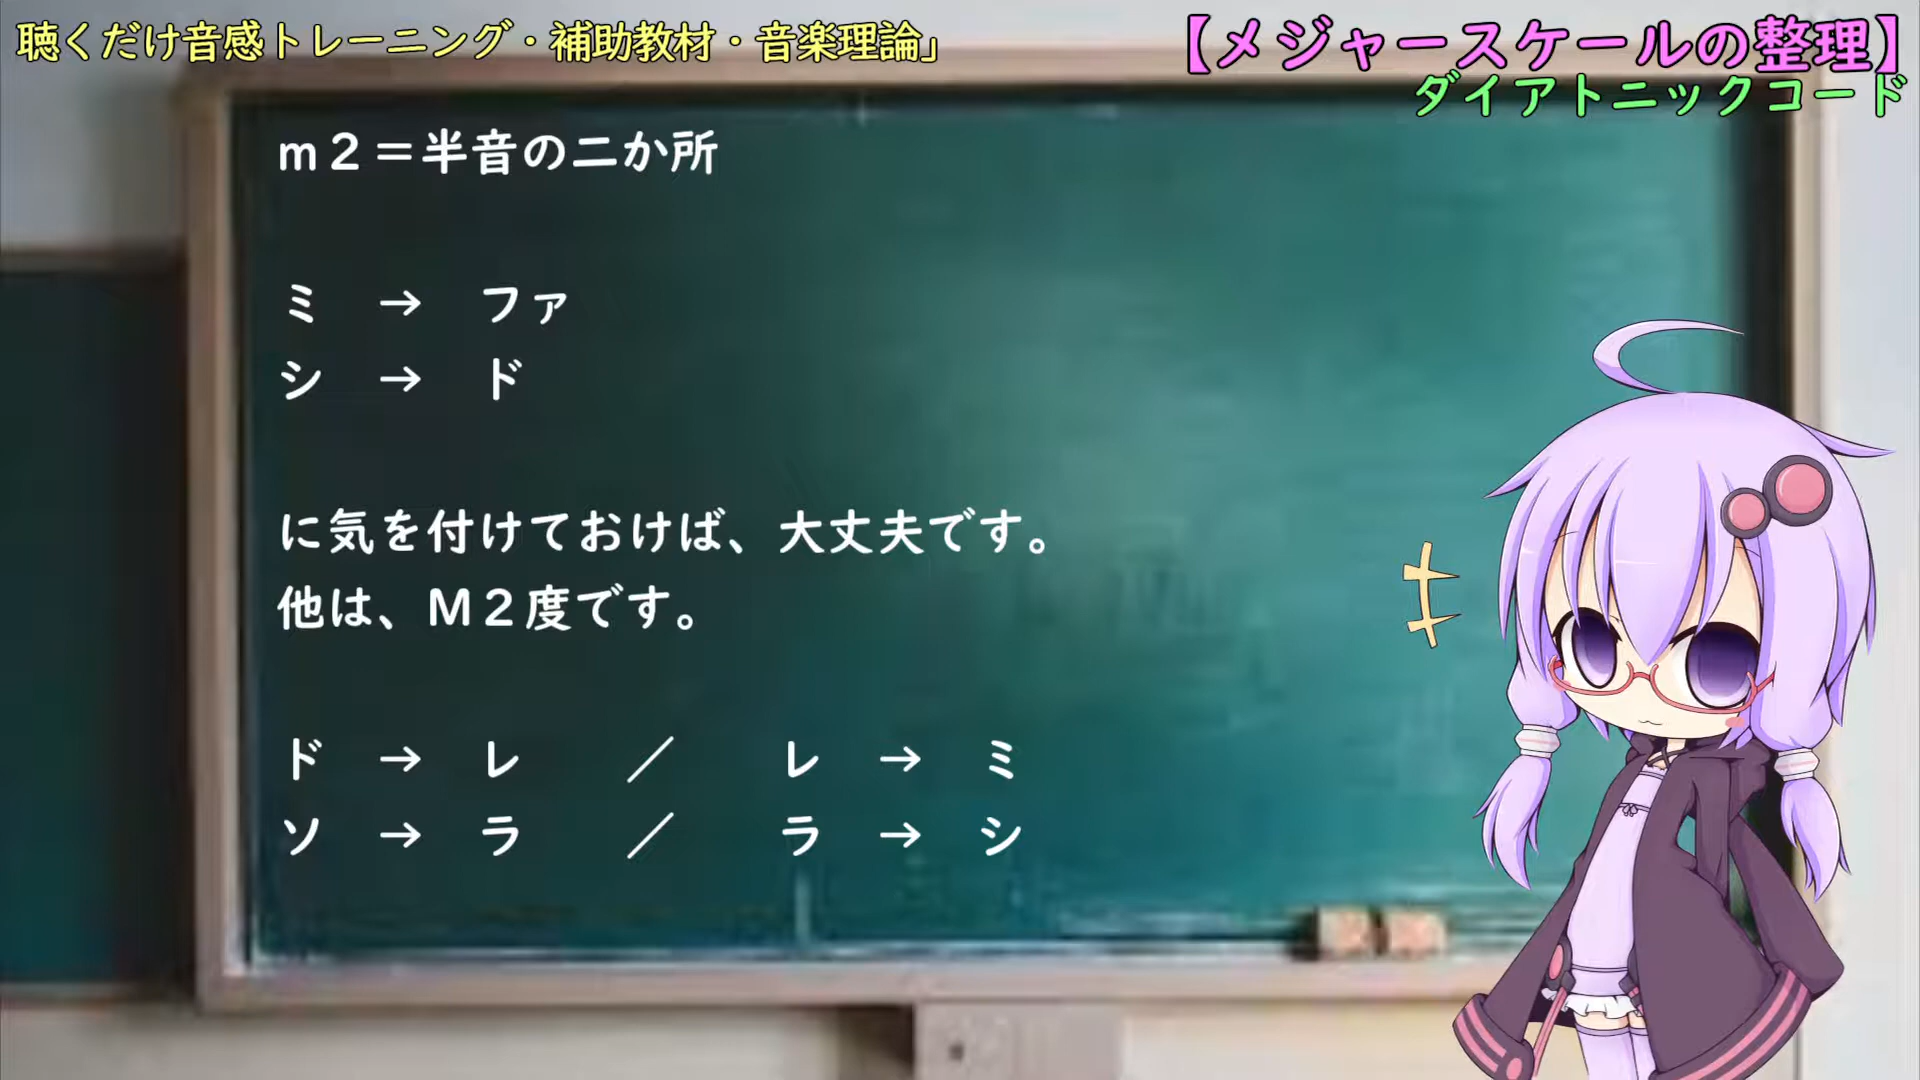 聴くだけ音感トレーニング・補助教材・音楽理論」
【メジャースケールの整理】
ダイアトニックコード
m２＝半音の二か所
ミ　→　ファ
シ　→　ド
に気を付けておけば、大丈夫です。
他は、M２度です。
ド　→　レ　　／　　レ　→　ミ
ソ　→　ラ　　／　　ラ　→　シ